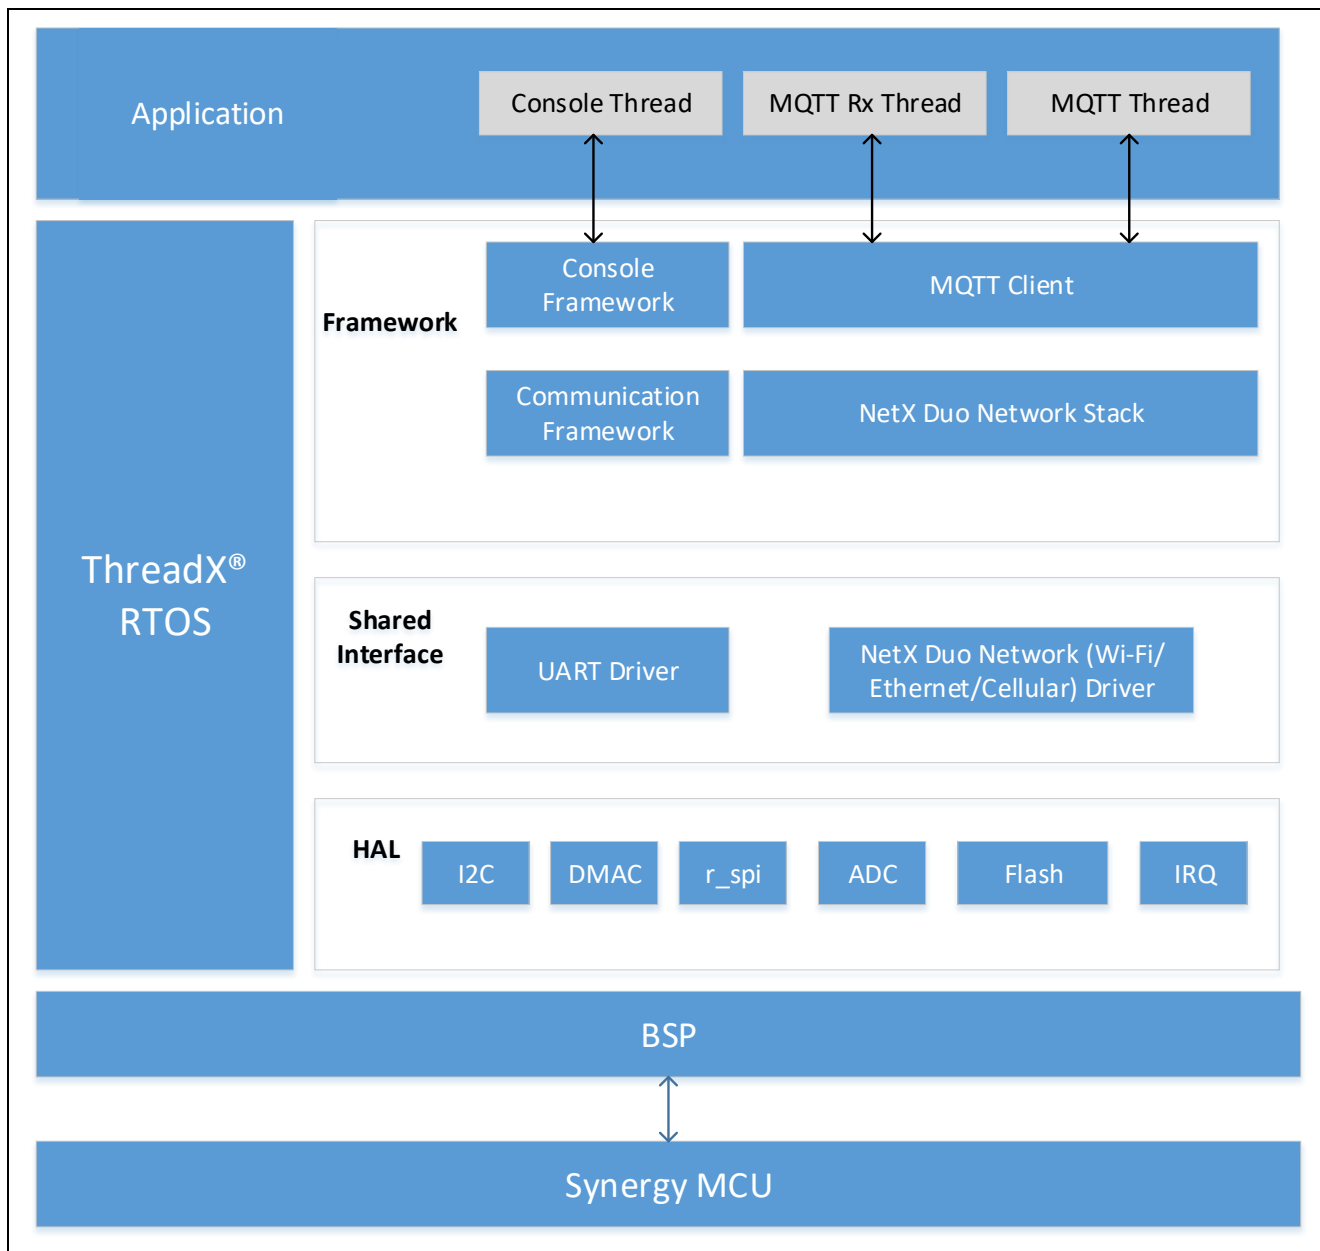 Application
Console Thread
MQTT Rx Thread
MQTT Thread
ThreadX®
RTOS
Framework
Console
Framework
MQTT Client
Communication
Framework
NetX Duo Network Stack
Shared
Interface
UART Driver
NetX Duo Network (Wi-Fi/
Ethernet/Cellular) Driver
HAL
I2C
DMAC
r_spi
ADC
Flash
IRQ
BSP
Synergy MCU